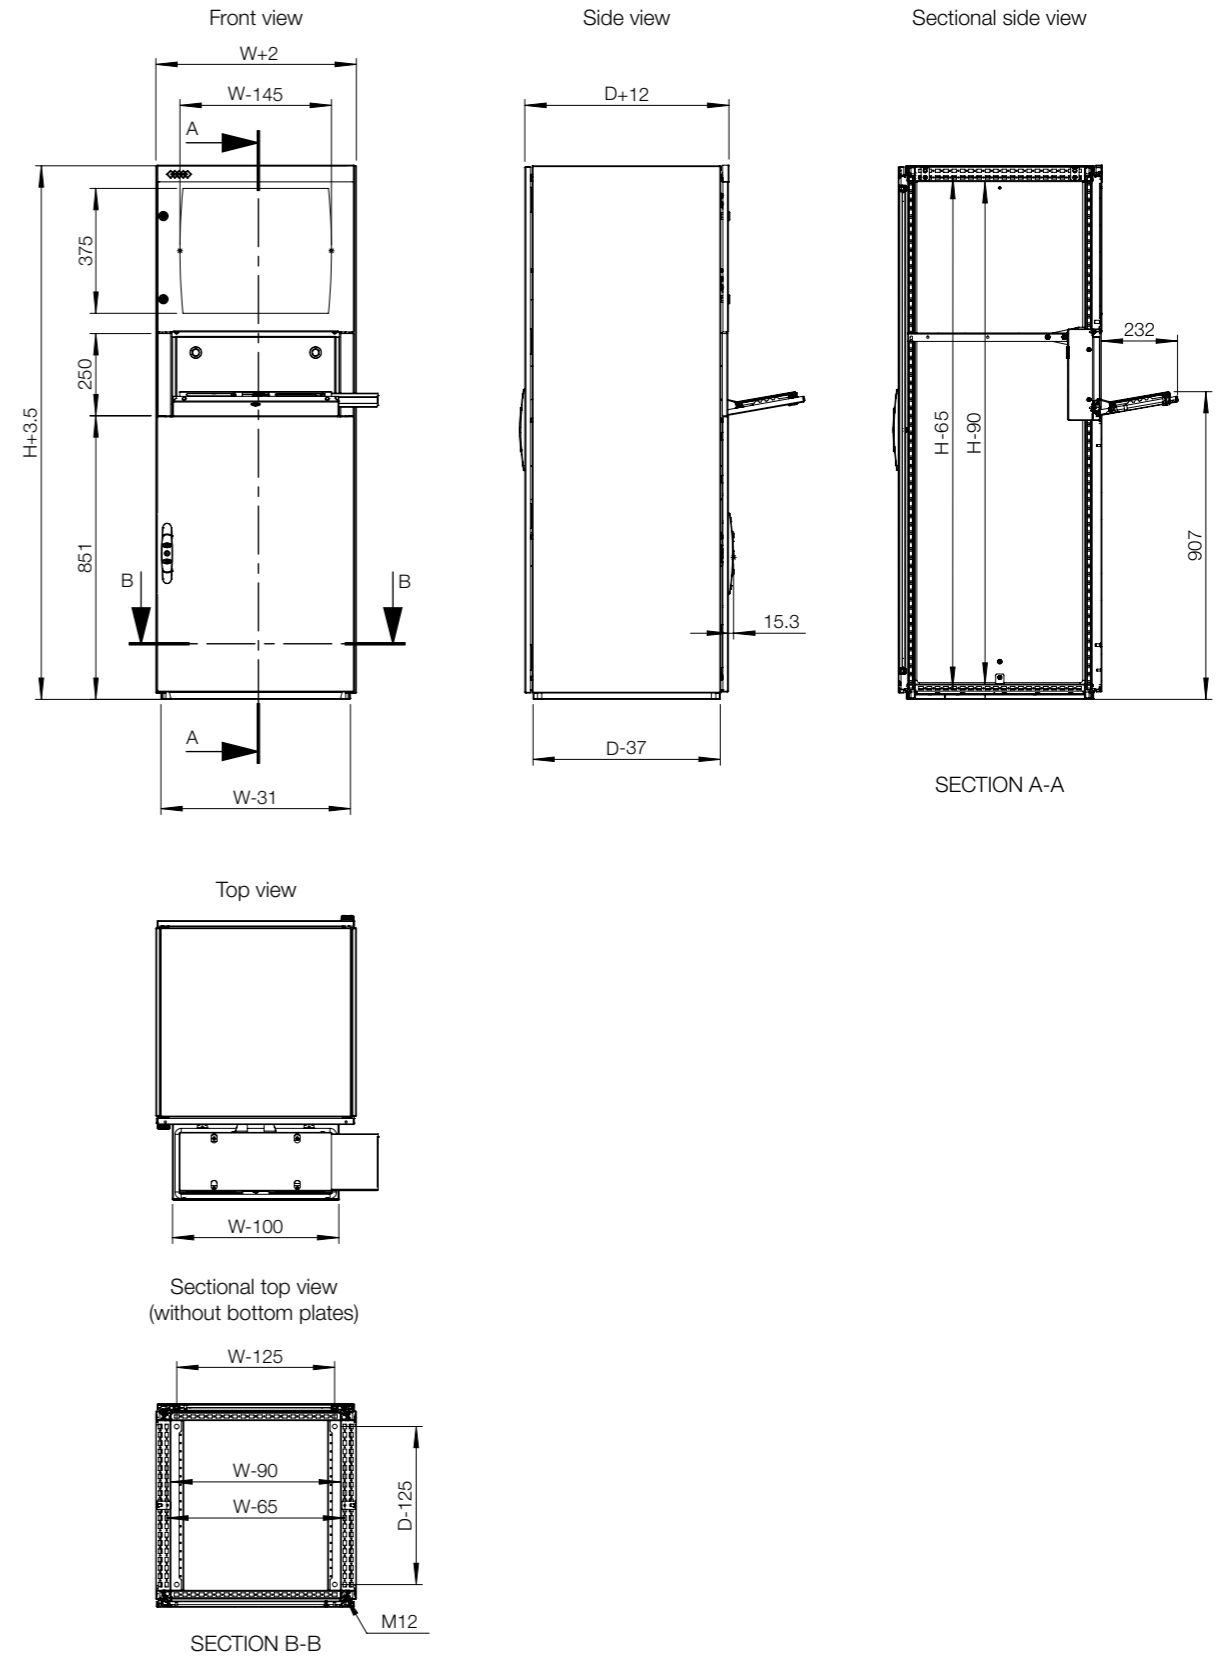 Front view
Side view
Sectional side view
W+2
W-145
D+12
A
375
250
H+3.5
851
232
H-65
H-90
907
B
B
15.3
A
D-37
W-31
SECTION A-A
Top view
W-100
Sectional top view
(without bottom plates)
W-125
W-90
W-65
D-125
M12
SECTION B-B